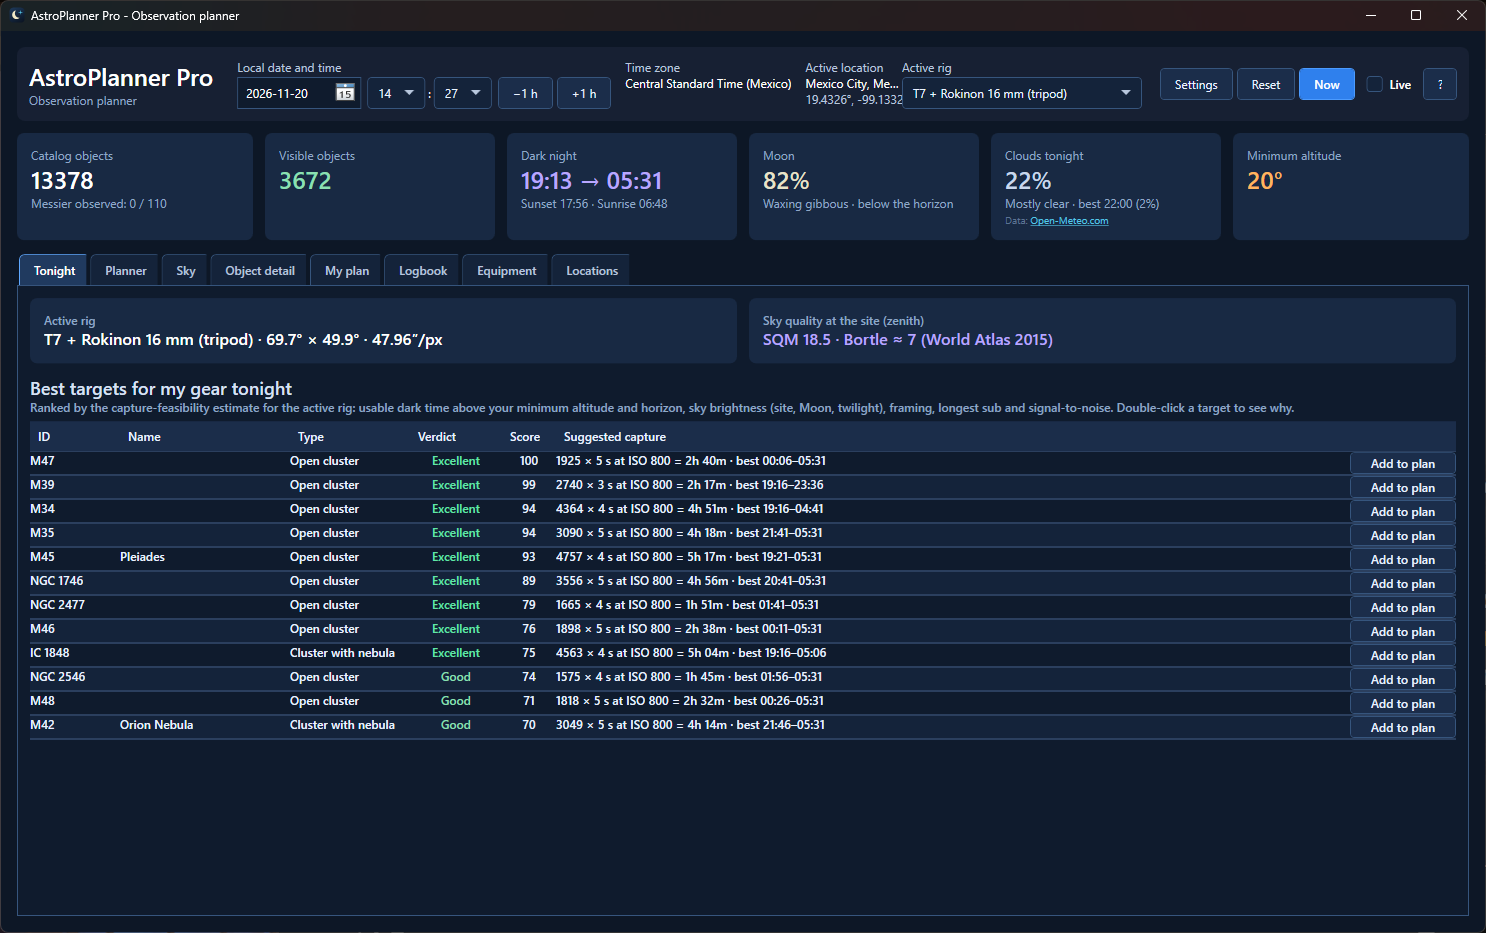 AstroPlanner Pro - Observation planner
AstroPlanner Pro
Observation planner
Local date and time
2026-11-20
15
14
:
27
−1 h
+1 h
Time zone
Central Standard Time (Mexico)
Active location
Mexico City, Me...
19.4326°, -99.1332
Active rig
T7 + Rokinon 16 mm (tripod)
Settings
Reset
Now
Live
?
Catalog objects
13378
Messier observed: 0 / 110
Visible objects
3672
Dark night
19:13 → 05:31
Sunset 17:56 · Sunrise 06:48
Moon
82%
Waxing gibbous · below the horizon
Clouds tonight
22%
Mostly clear · best 22:00 (2%)
Data: Open-Meteo.com
Minimum altitude
20°
Tonight
Planner
Sky
Object detail
My plan
Logbook
Equipment
Locations
Active rig
T7 + Rokinon 16 mm (tripod) · 69.7° × 49.9° · 47.96″/px
Sky quality at the site (zenith)
SQM 18.5 · Bortle ≈ 7 (World Atlas 2015)
Best targets for my gear tonight
Ranked by the capture-feasibility estimate for the active rig: usable dark time above your minimum altitude and horizon, sky brightness (site, Moon, twilight), framing, longest sub and signal-to-noise. Double-click a target to see why.
ID Name Type Verdict Score Suggested capture
M47 Open cluster Excellent 100 1925 × 5 s at ISO 800 = 2h 40m · best 00:06–05:31 Add to plan
M39 Open cluster Excellent 99 2740 × 3 s at ISO 800 = 2h 17m · best 19:16–23:36 Add to plan
M34 Open cluster Excellent 94 4364 × 4 s at ISO 800 = 4h 51m · best 19:16–04:41 Add to plan
M35 Open cluster Excellent 94 3090 × 5 s at ISO 800 = 4h 18m · best 21:41–05:31 Add to plan
M45 Pleiades Open cluster Excellent 93 4757 × 4 s at ISO 800 = 5h 17m · best 19:21–05:31 Add to plan
NGC 1746 Open cluster Excellent 89 3556 × 5 s at ISO 800 = 4h 56m · best 20:41–05:31 Add to plan
NGC 2477 Open cluster Excellent 79 1665 × 4 s at ISO 800 = 1h 51m · best 01:41–05:31 Add to plan
M46 Open cluster Excellent 76 1898 × 5 s at ISO 800 = 2h 38m · best 00:11–05:31 Add to plan
IC 1848 Cluster with nebula Excellent 75 4563 × 4 s at ISO 800 = 5h 04m · best 19:16–05:06 Add to plan
NGC 2546 Open cluster Good 74 1575 × 4 s at ISO 800 = 1h 45m · best 01:56–05:31 Add to plan
M48 Open cluster Good 71 1818 × 5 s at ISO 800 = 2h 32m · best 00:26–05:31 Add to plan
M42 Orion Nebula Cluster with nebula Good 70 3049 × 5 s at ISO 800 = 4h 14m · best 21:46–05:31 Add to plan